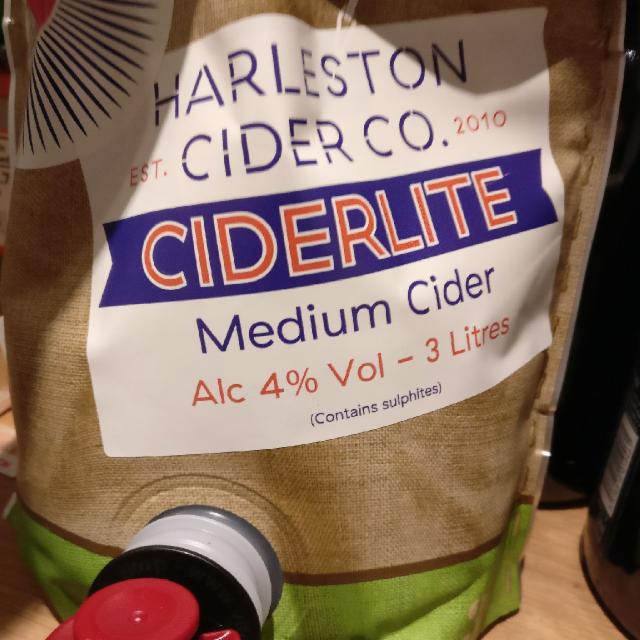 HARLESTON
CIDER CO.
EST. 2010
CIDERLITE
Medium Cider
Alc 4% Vol – 3 Litres
(Contains sulphites)